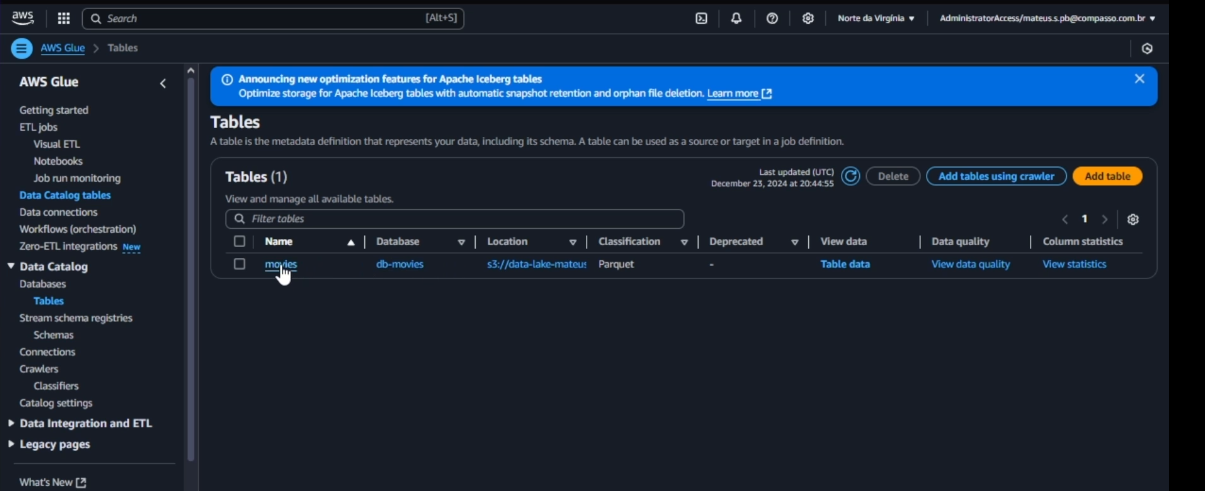 aws
Search [Alt+S]
Norte da Virgínia
AdministratorAccess/mateus.s.pb@compasso.com.br
AWS Glue > Tables
AWS Glue
Getting started
ETL jobs
Visual ETL
Notebooks
Job run monitoring
Data Catalog tables
Data connections
Workflows (orchestration)
Zero-ETL integrations New
Data Catalog
Databases
Tables
Stream schema registries
Schemas
Connections
Crawlers
Classifiers
Catalog settings
Data Integration and ETL
Legacy pages
What's New
Announcing new optimization features for Apache Iceberg tables
Optimize storage for Apache Iceberg tables with automatic snapshot retention and orphan file deletion. Learn more
Tables
A table is the metadata definition that represents your data, including its schema. A table can be used as a source or target in a job definition.
Tables (1)
Last updated (UTC)
December 23, 2024 at 20:44:55
Delete
Add tables using crawler
Add table
View and manage all available tables.
Filter tables
1
Name Database Location Classification Deprecated View data Data quality Column statistics
movies db-movies s3://data-lake-mateus Parquet - Table data View data quality View statistics